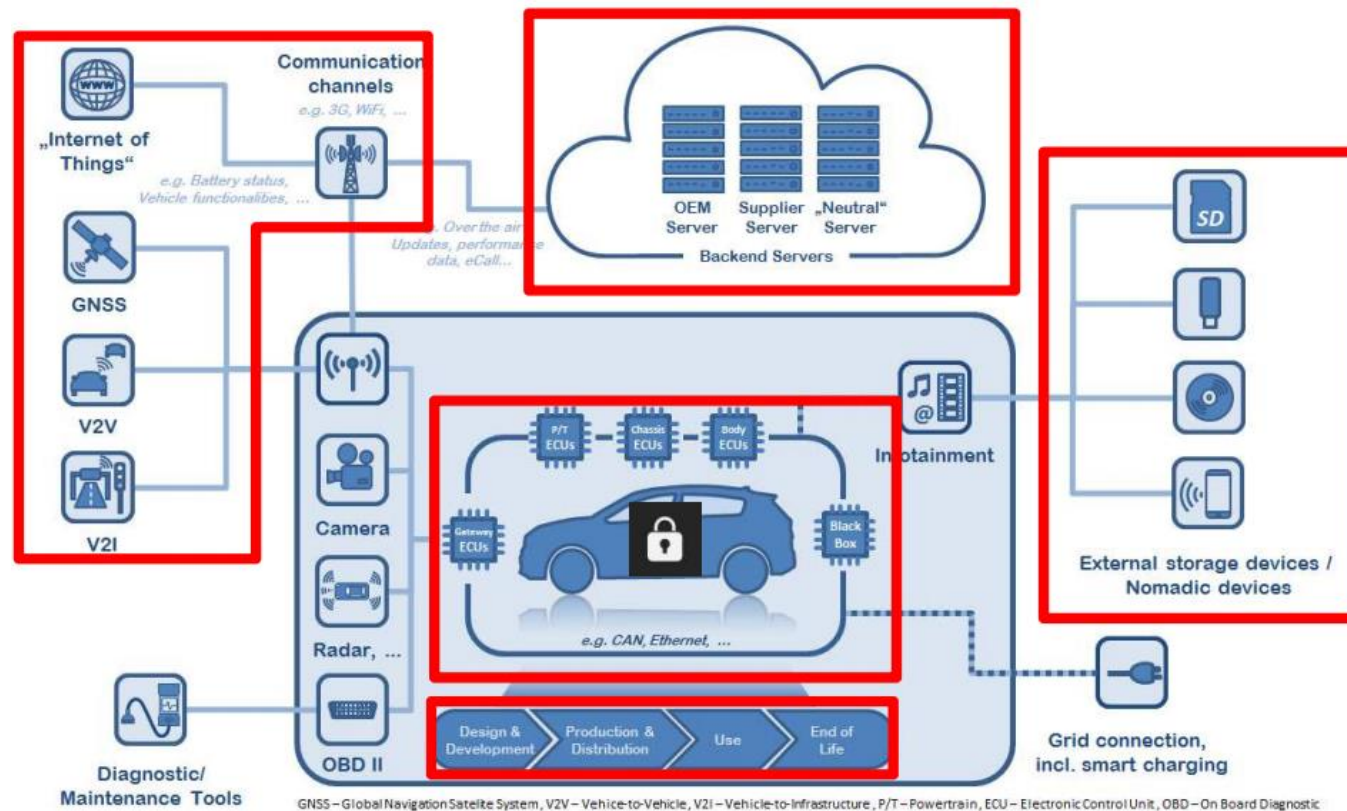 WWW
„Internet of
Things“
Communication
channels
e.g. 3G, WiFi, ...
e.g. Battery status,
Vehicle functionalibes, ...
g. Over the air
Updates, performance
data, eCall...
OEM
Server
Supplier
Server
„Neutral“
Server
Backend Servers
GNSS
V2V
V2I
Camera
Radar, ...
OBD II
Diagnostic/
Maintenance Tools
P/T
ECUs
Chassis
ECUs
Body
ECUs
Gateway
ECUs
Black
Box
e.g. CAN, Ethernet, ...
@
Infotainment
SD
External storage devices /
Nomadic devices
Grid connection,
incl. smart charging
Design &
Development
Production &
Distribution
Use
End of
Life
GNSS – Global Navigation Satelite System, V2V – Vehice-to-Vehicle, V2I – Vehicle-to-Infrastructure, P/T – Powertrain, ECU – Electronic Control Unit, OBD – On Board Diagnostic